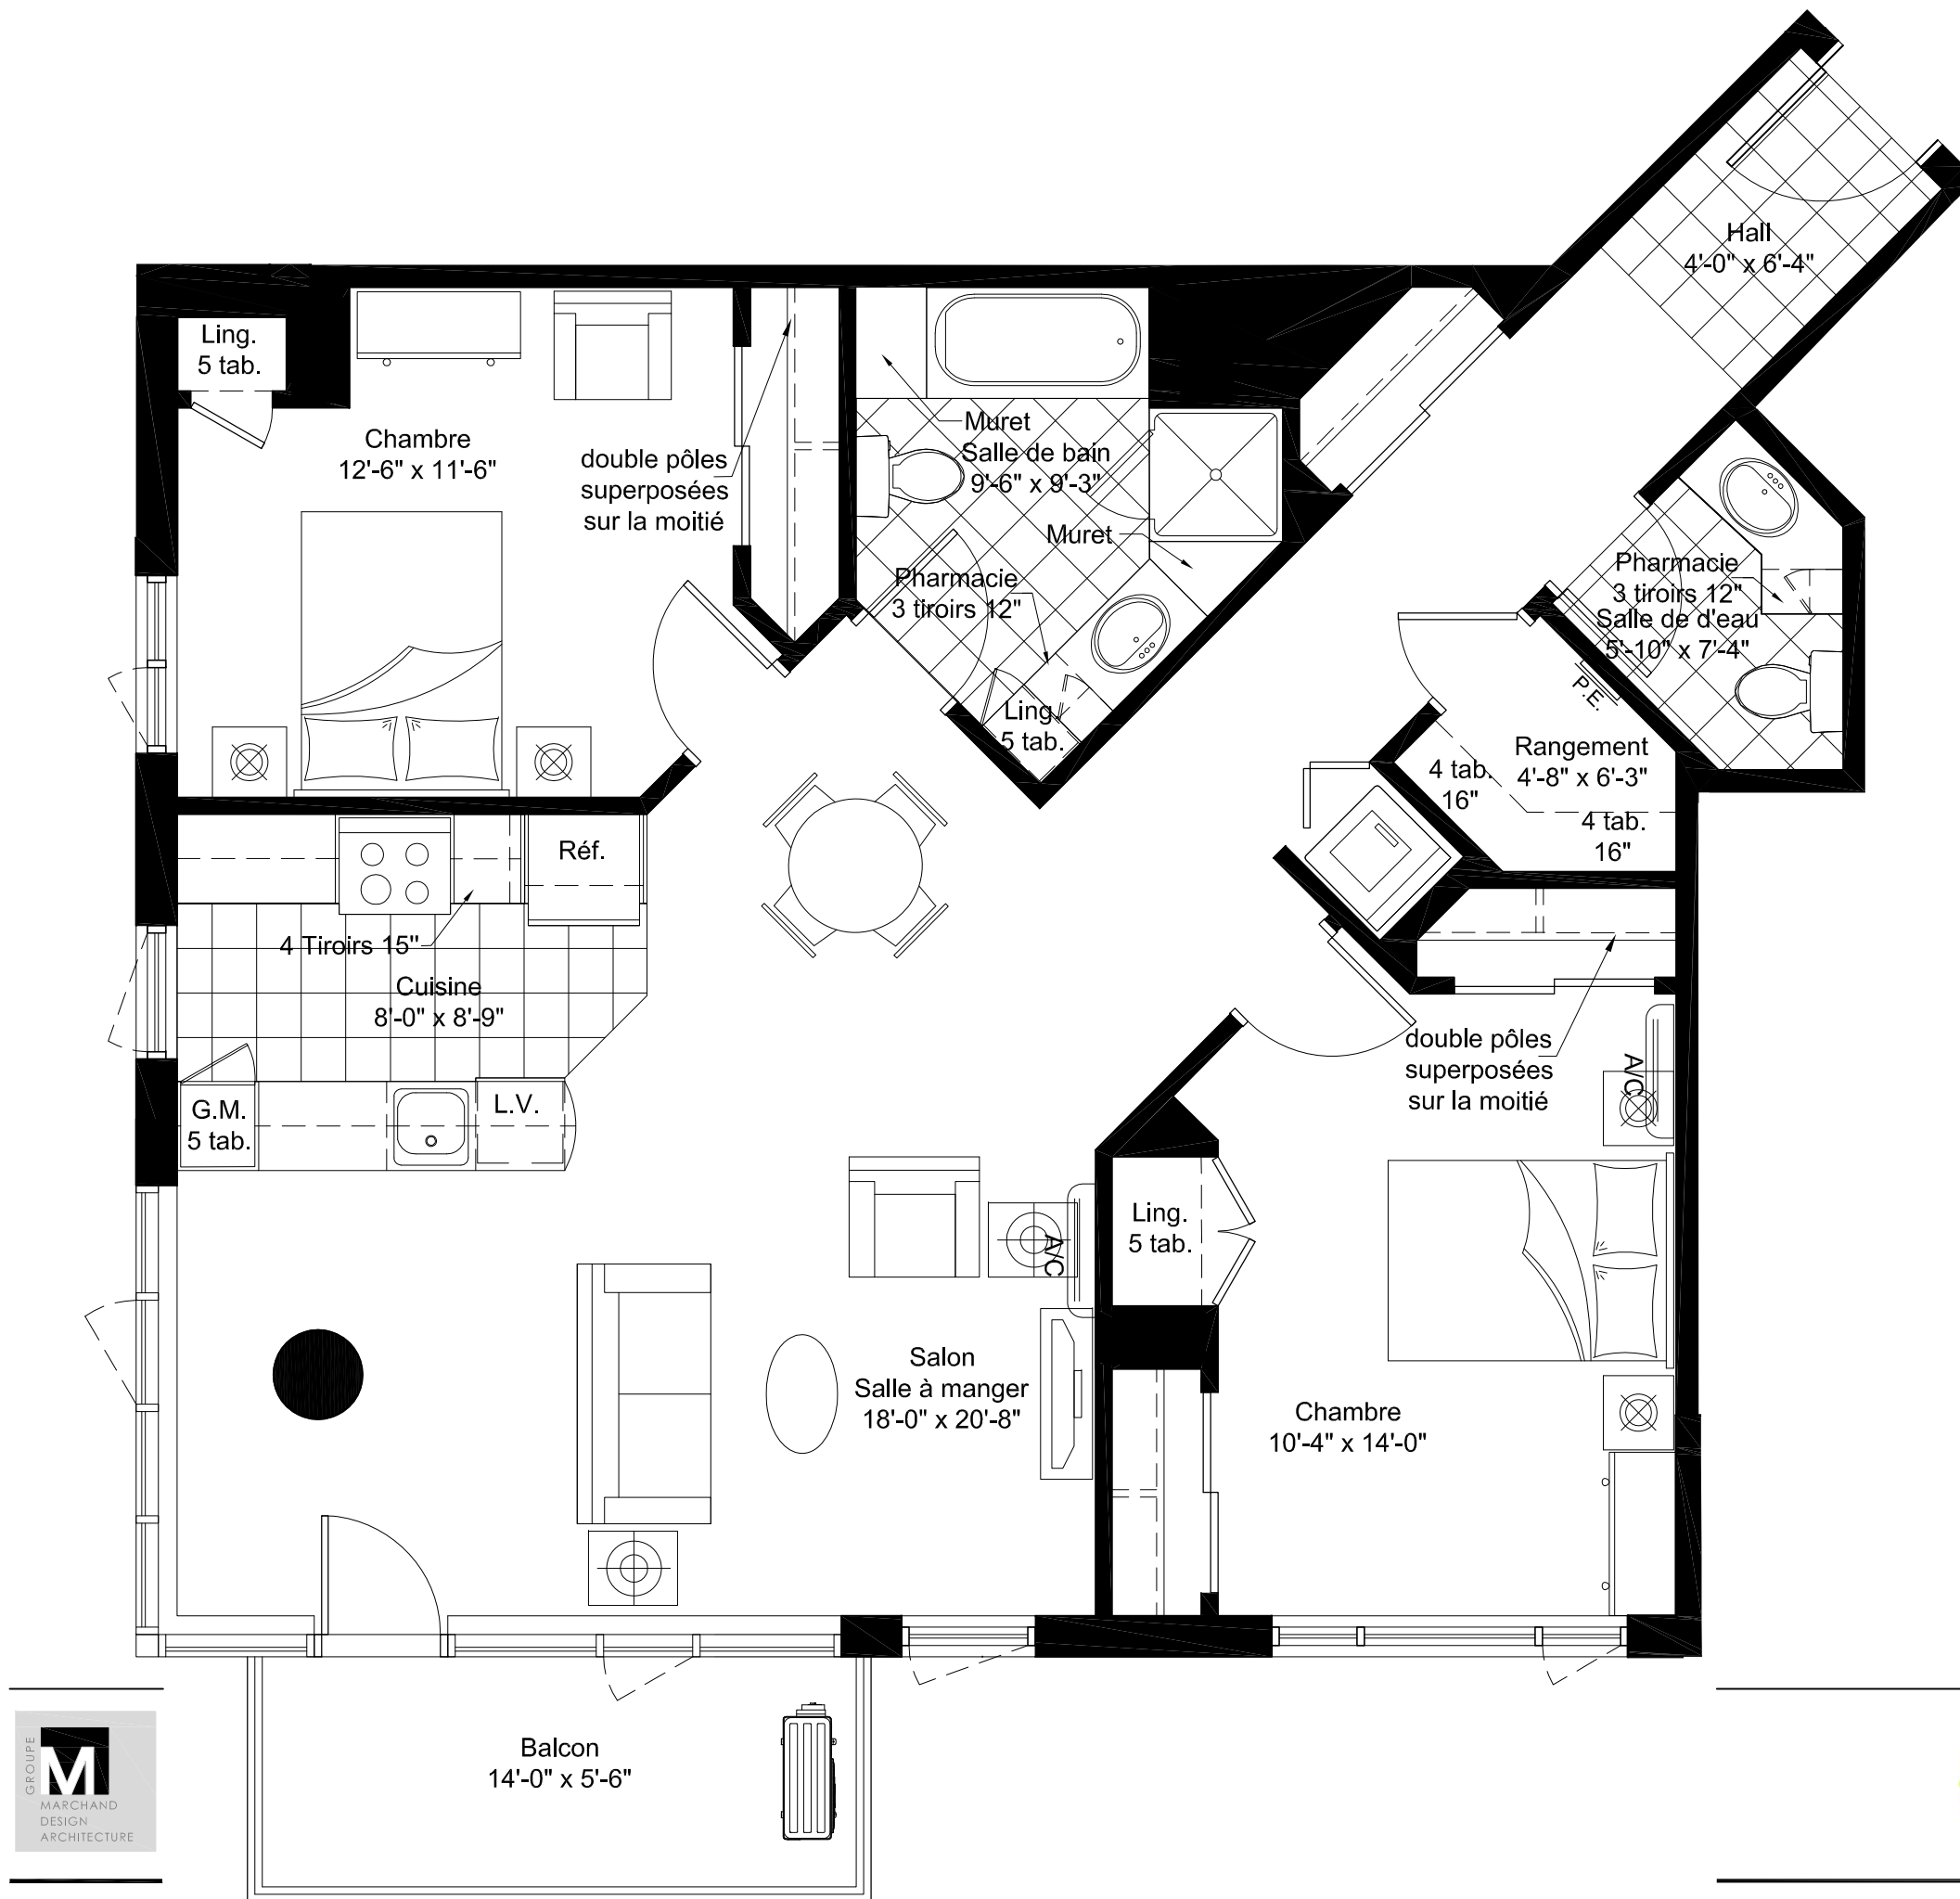 Hall
4'-0" x 6'-4"
Ling.
5 tab.
Chambre
12'-6" x 11'-6"
double pôles
superposées
sur la moitié
Muret
Salle de bain
9'-6" x 9'-3"
Muret
Pharmacie
3 tiroirs 12"
Ling.
5 tab.
Pharmacie
3 tiroirs 12"
Salle de d'eau
5'-10" x 7'-4"
P.E.
Rangement
4'-8" x 6'-3"
4 tab.
16"
4 tab.
16"
Réf.
4 Tiroirs 15"
Cuisine
8'-0" x 8'-9"
G.M.
5 tab.
L.V.
double pôles
superposées
sur la moitié
A/C
Ling.
5 tab.
A/C
Salon
Salle à manger
18'-0" x 20'-8"
Chambre
10'-4" x 14'-0"
Balcon
14'-0" x 5'-6"
GROUPE
M
MARCHAND
DESIGN
ARCHITECTURE